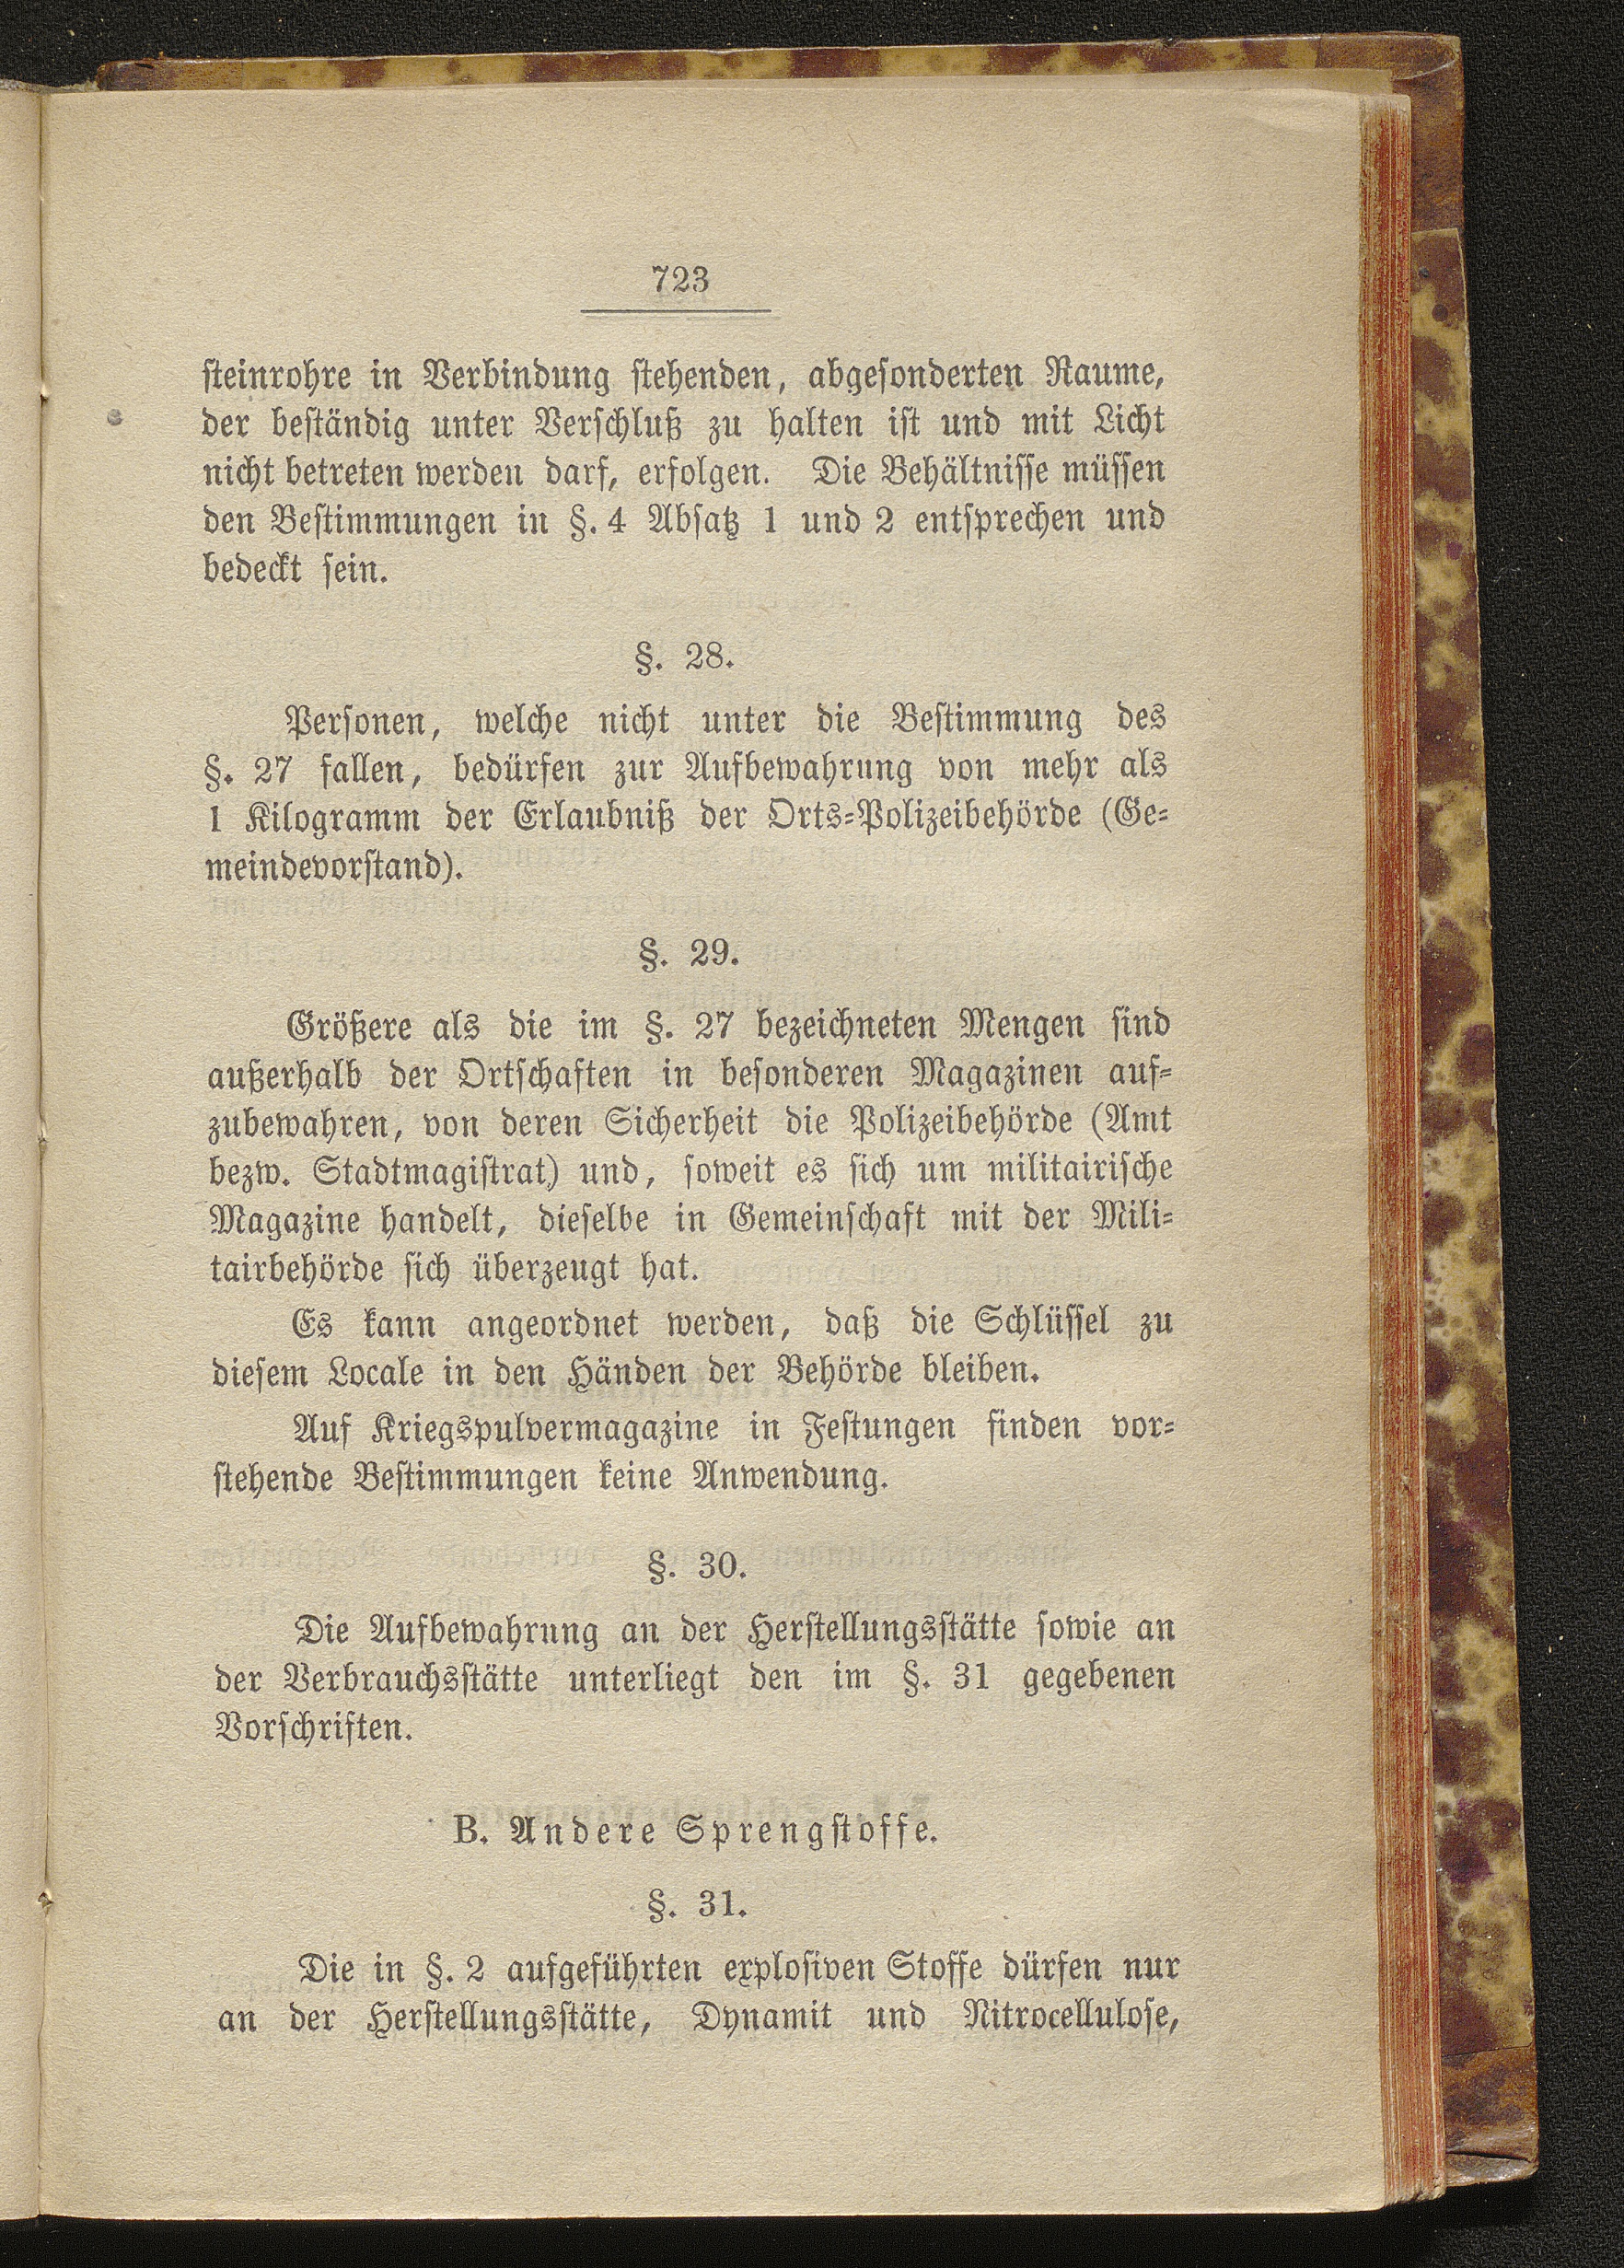 723
steinrohre in Verbindung stehenden, abgesonderten Raume,
der beständig unter Verschluß zu halten ist und mit Licht
nicht betreten werden darf, erfolgen. Die Behältnisse müssen
den Bestimmungen in §. 4 Absatz 1 und 2 entsprechen und
bedeckt sein.
§. 28.
Personen, welche nicht unter die Bestimmung des
§. 27 fallen, bedürfen zur Aufbewahrung von mehr als
1 Kilogramm der Erlaubniß der Orts-Polizeibehörde (Ge-
meindevorstand).
§. 29.
Größere als die im §. 27 bezeichneten Mengen sind
außerhalb der Ortschaften in besonderen Magazinen auf-
zubewahren, von deren Sicherheit die Polizeibehörde (Amt
bezw. Stadtmagistrat) und, soweit es sich um militairische
Magazine handelt, dieselbe in Gemeinschaft mit der Mili-
tairbehörde sich überzeugt hat.
Es kann angeordnet werden, daß die Schlüssel zu
diesem Locale in den Händen der Behörde bleiben.
Auf Kriegspulvermagazine in Festungen finden vor-
stehende Bestimmungen keine Anwendung.
§. 30.
Die Aufbewahrung an der Herstellungsstätte sowie an
der Verbrauchsstätte unterliegt den im §. 31 gegebenen
Vorschriften.
B. Andere Sprengstoffe.
§. 31.
Die in §. 2 aufgeführten explosiven Stoffe dürfen nur
an der Herstellungsstätte, Dynamit und Nitrocellulose,